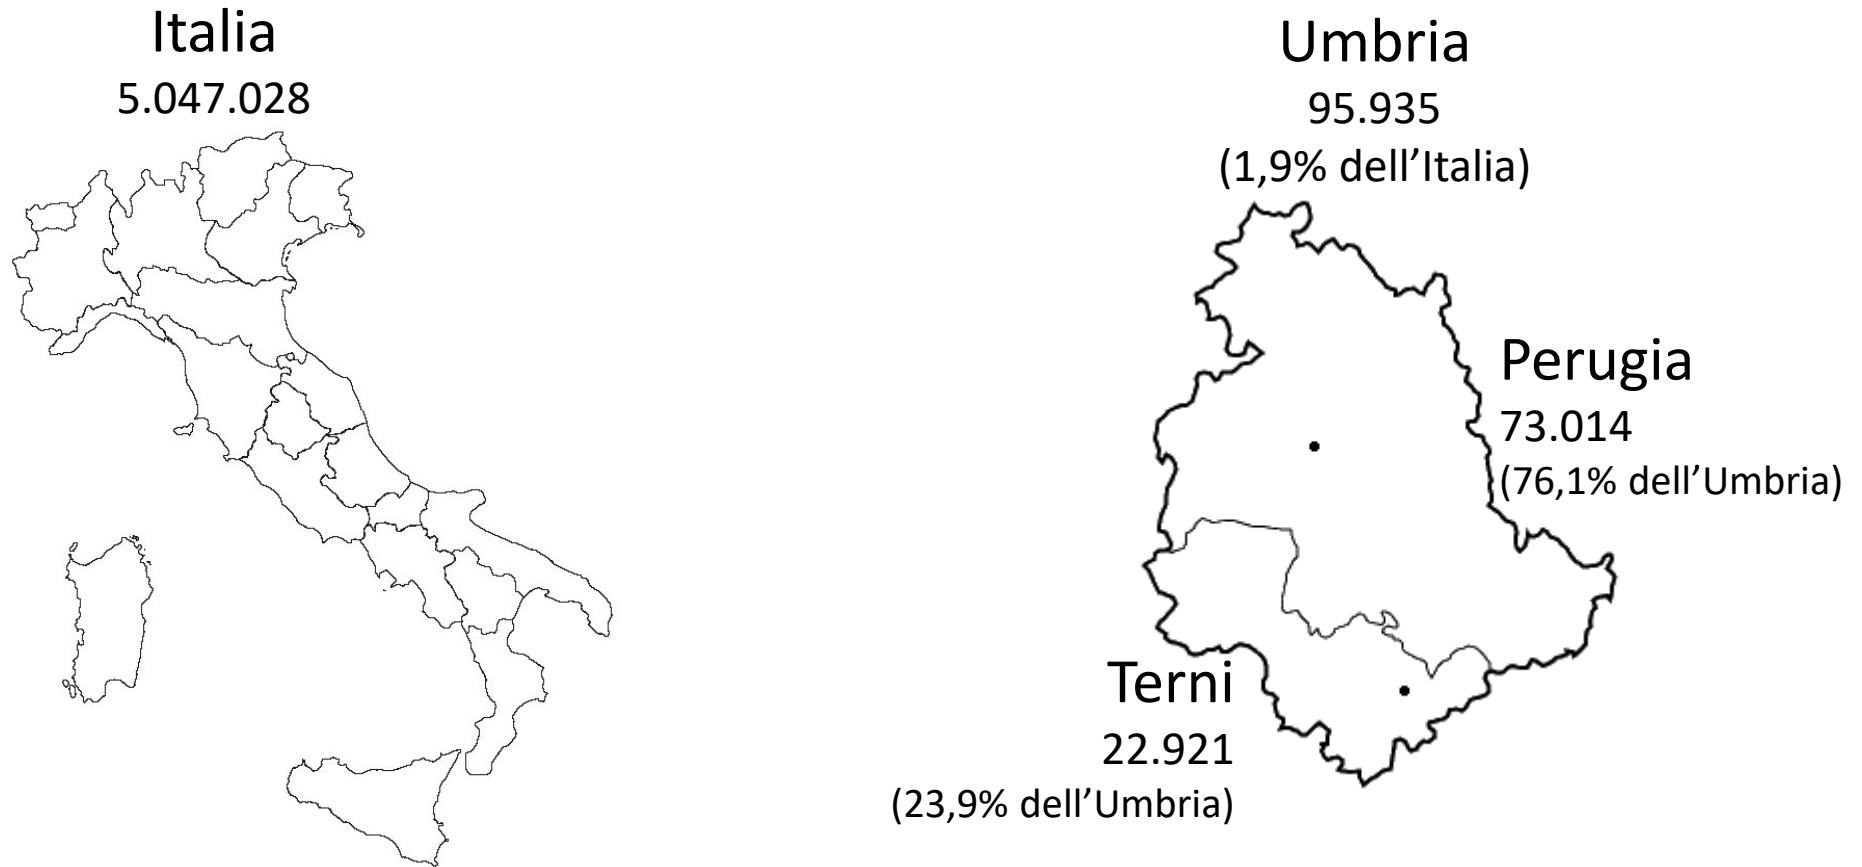 Italia
5.047.028
Umbria
95.935
(1,9% dell’Italia)
Perugia
73.014
(76,1% dell’Umbria)
Terni
22.921
(23,9% dell’Umbria)